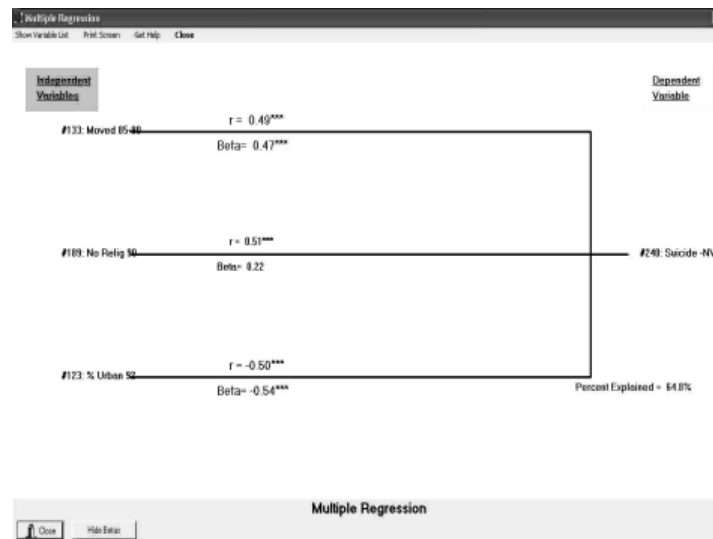 Multiple Regression
Show Variable List Print Screen Get Help Close
Independent
Variables
Dependent
Variable
r = 0.49***
#133: Moved 85-90
Beta= 0.47***
r = 0.51***
#189: No Relig 90
#240: Suicide -NV
Beta= 0.22
r = -0.50***
#123: % Urban
Beta= -0.54***
Percent Explained = 64.8%
Multiple Regression
Close Hide Betas